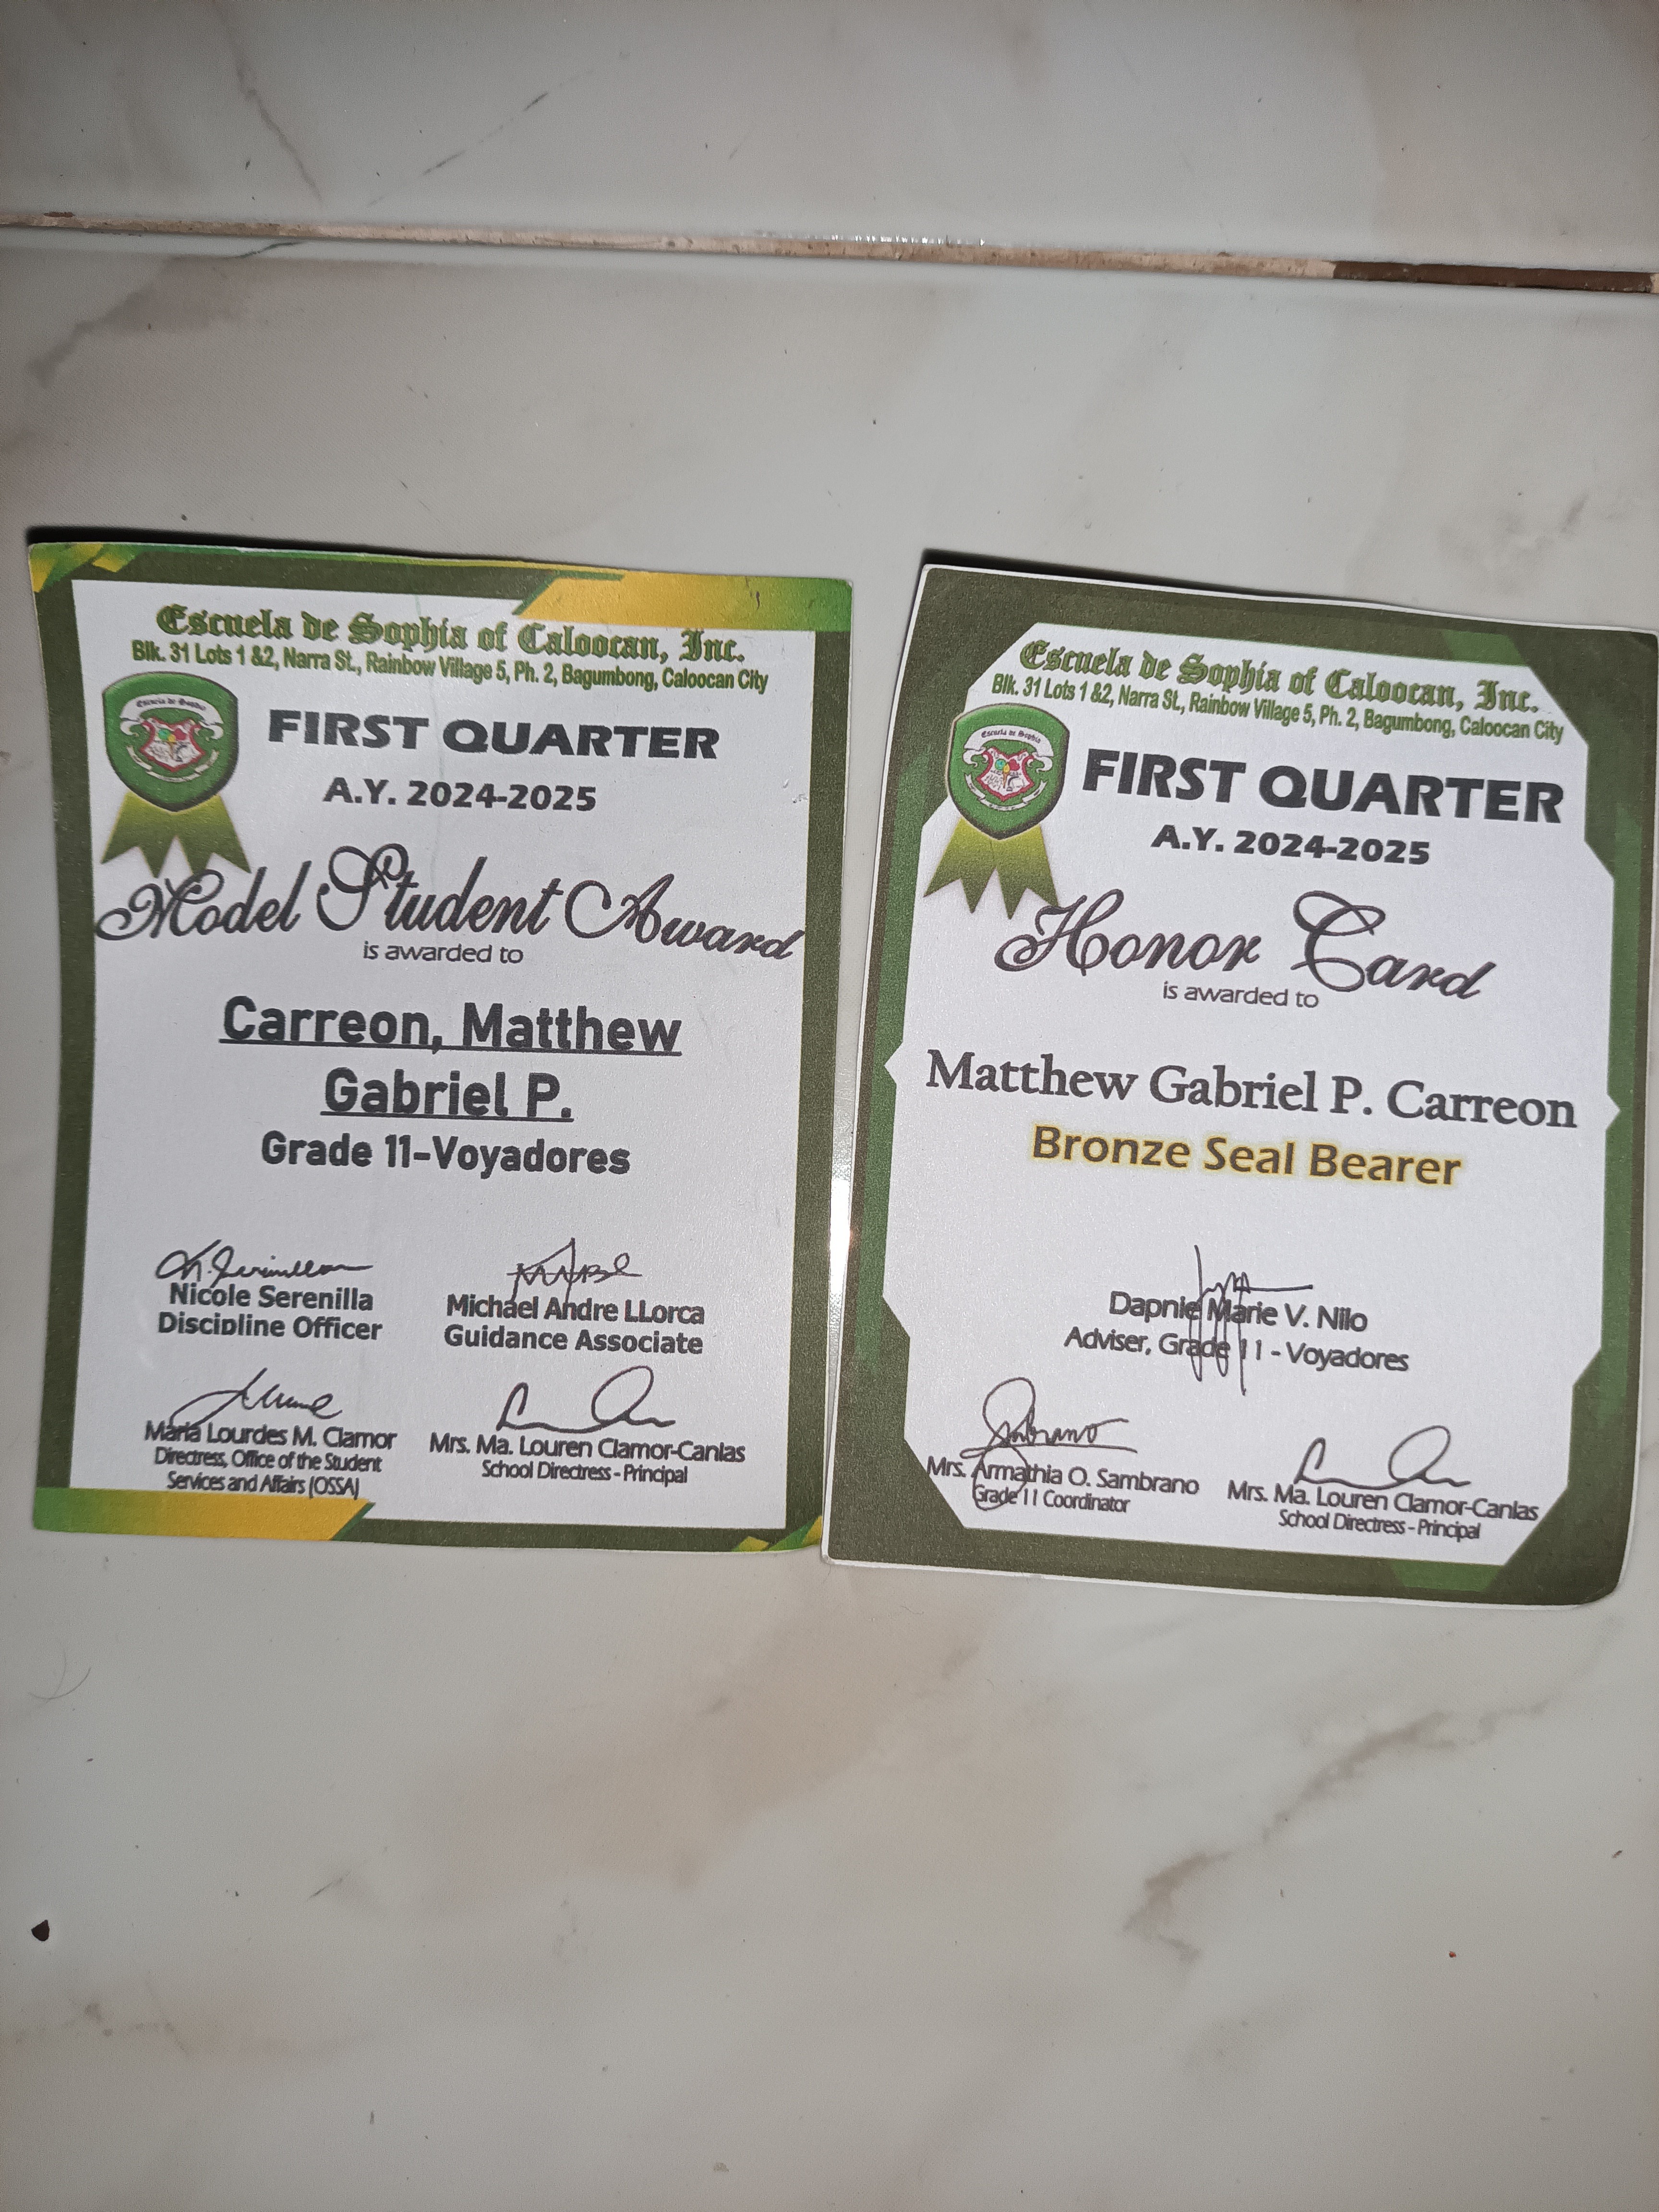 Escuela de Sophia of Caloocan, Inc.
Blk. 31 Lots 1 &2, Narra St., Rainbow Village 5, Ph. 2, Bagumbong, Caloocan City
Escuela de Sophia
FIRST QUARTER
A.Y. 2024-2025
Model Student Award
is awarded to
Carreon, Matthew
Gabriel P.
Grade 11-Voyadores
Nicole Serenilla
Discipline Officer
Michael Andre LLorca
Guidance Associate
Maria Lourdes M. Clamor
Directress, Office of the Student
Services and Affairs (OSSA)
Mrs. Ma. Louren Clamor-Canlas
School Directress - Principal
Escuela de Sophia of Caloocan, Inc.
Blk. 31 Lots 1 &2, Narra St., Rainbow Village 5, Ph. 2, Bagumbong, Caloocan City
Escuela de Sophia
FIRST QUARTER
A.Y. 2024-2025
Honor Card
is awarded to
Matthew Gabriel P. Carreon
Bronze Seal Bearer
Dapnie Marie V. Nilo
Adviser, Grade 11 - Voyadores
Mrs. Armathia O. Sambrano
Grade 11 Coordinator
Mrs. Ma. Louren Clamor-Canlas
School Directress - Principal